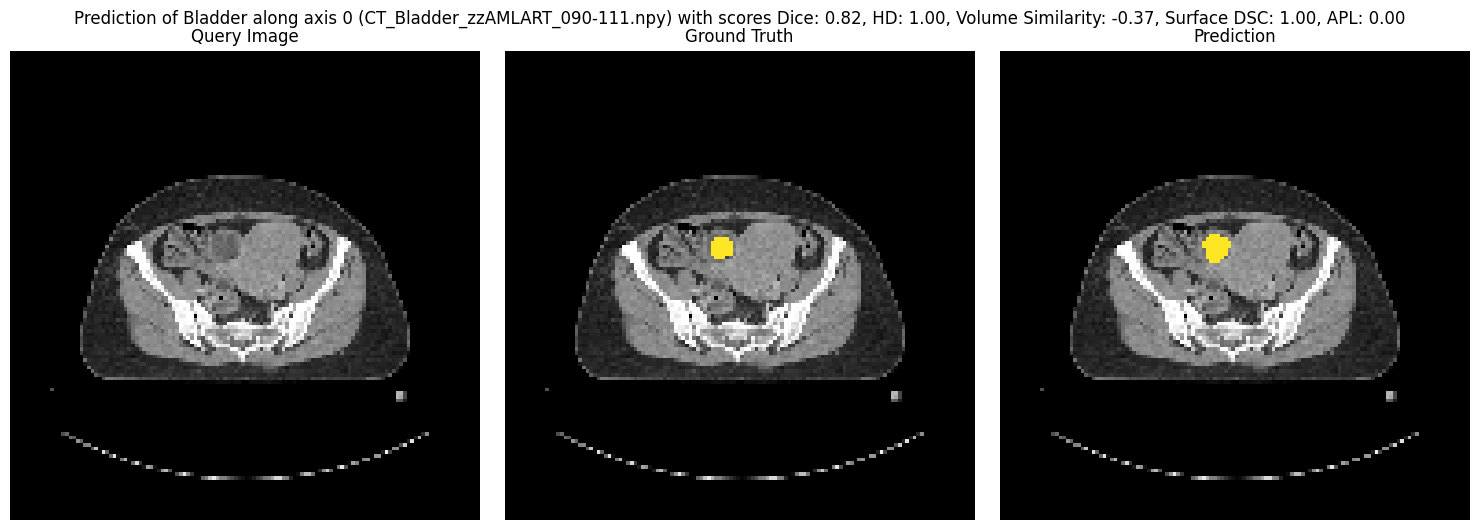 Prediction of Bladder along axis 0 (CT_Bladder_zzAMLART_090-111.npy) with scores Dice: 0.82, HD: 1.00, Volume Similarity: -0.37, Surface DSC: 1.00, APL: 0.00
Query Image
Ground Truth
Prediction